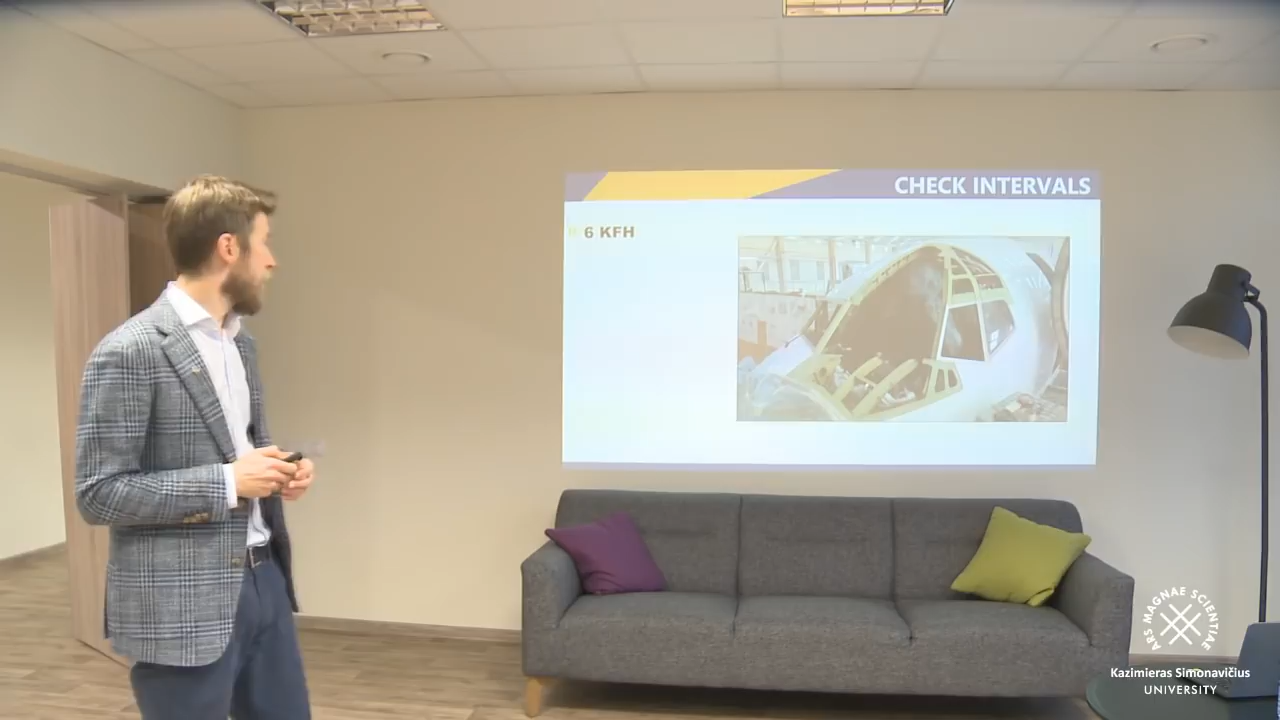 CHECK INTERVALS
6 KFH
ARS MAGNAE SCIENTIAE
Kazimieras Simonavičius
UNIVERSITY